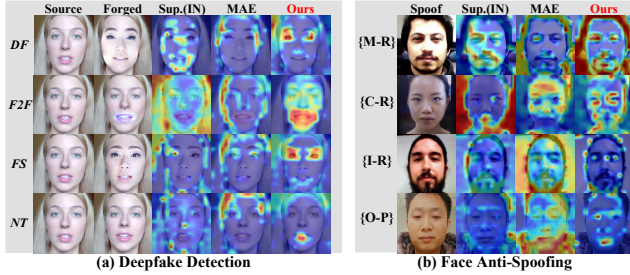 Source Forged Sup.(IN) MAE Ours
DF
F2F
FS
NT
(a) Deepfake Detection
Spoof Sup.(IN) MAE Ours
{M-R}
{C-R}
{I-R}
{O-P}
(b) Face Anti-Spoofing